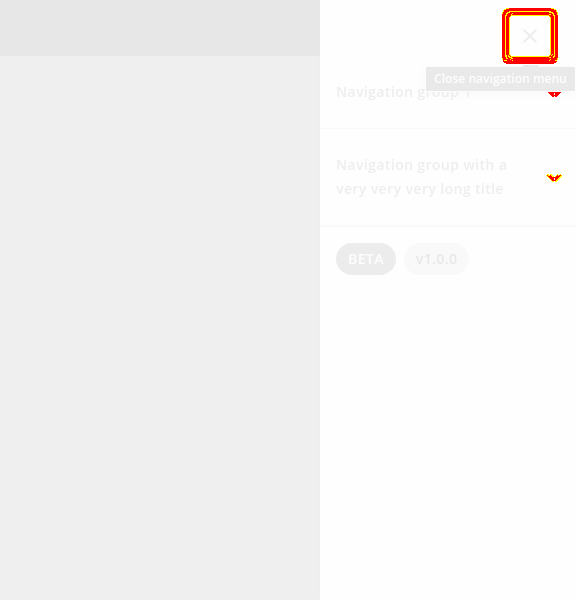 Close navigation menu
Navigation group 1
Navigation group with a
very very very long title
BETA
v1.0.0